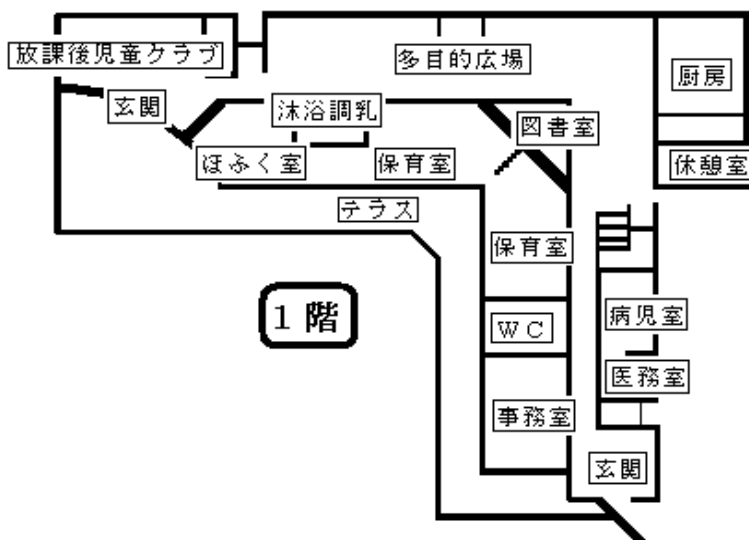 放課後児童クラブ
多目的広場
厨房
玄関
沐浴調乳
図書室
ほふく室
保育室
休憩室
テラス
保育室
1階
WC
病児室
医務室
事務室
玄関